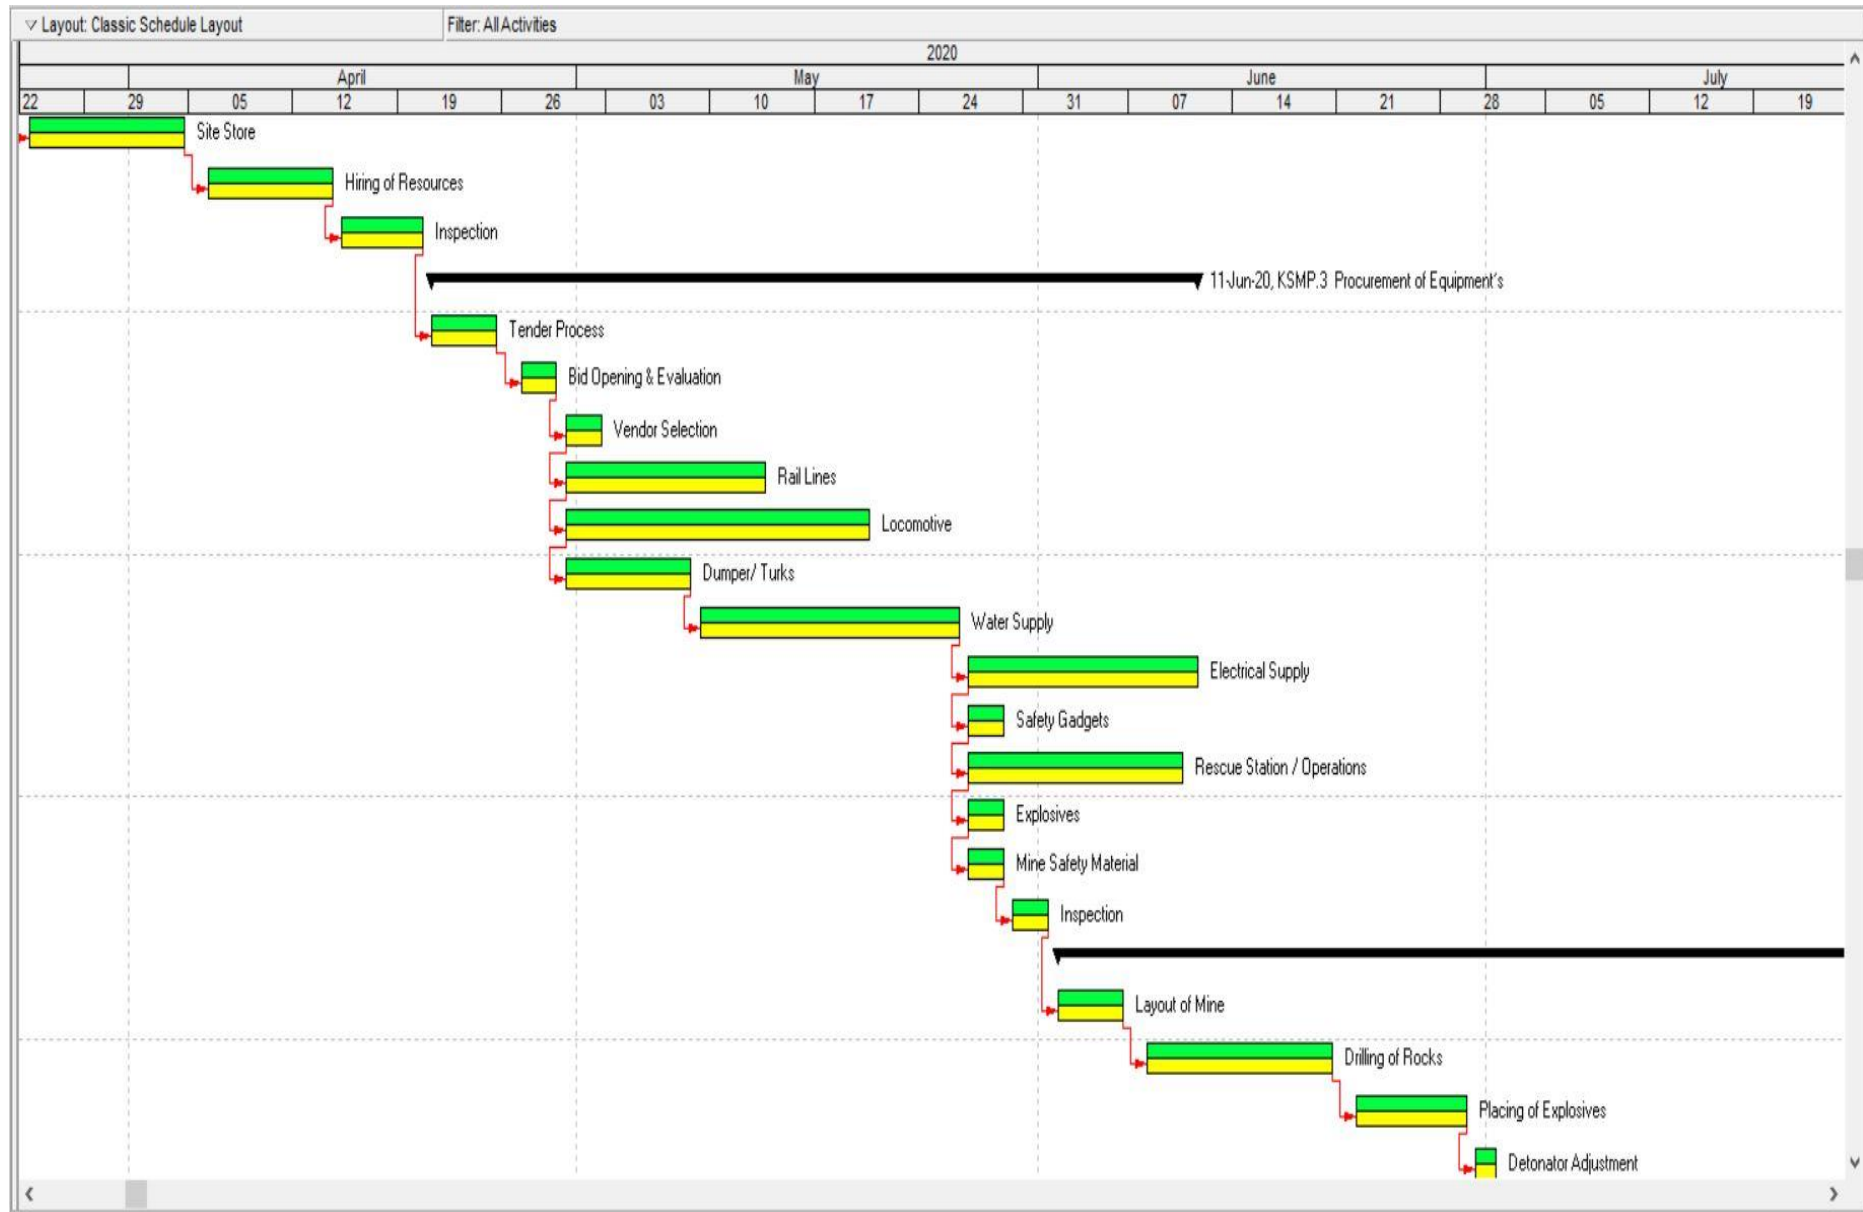 Layout: Classic Schedule Layout Filter: All Activities
2020
April May June July
22 29 05 12 19 26 03 10 17 24 31 07 14 21 28 05 12 19
Site Store
Hiring of Resources
Inspection
11-Jun-20, KSMP.3 Procurement of Equipment's
Tender Process
Bid Opening & Evaluation
Vendor Selection
Rail Lines
Locomotive
Dumper/ Turks
Water Supply
Electrical Supply
Safety Gadgets
Rescue Station / Operations
Explosives
Mine Safety Material
Inspection
Layout of Mine
Drilling of Rocks
Placing of Explosives
Detonator Adjustment